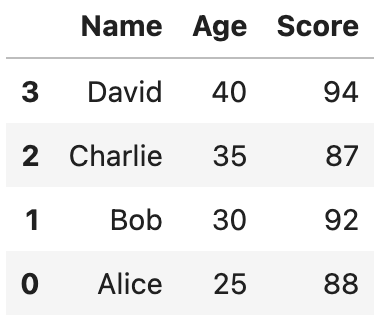 Name Age Score
3 David 40 94
2 Charlie 35 87
1 Bob 30 92
0 Alice 25 88